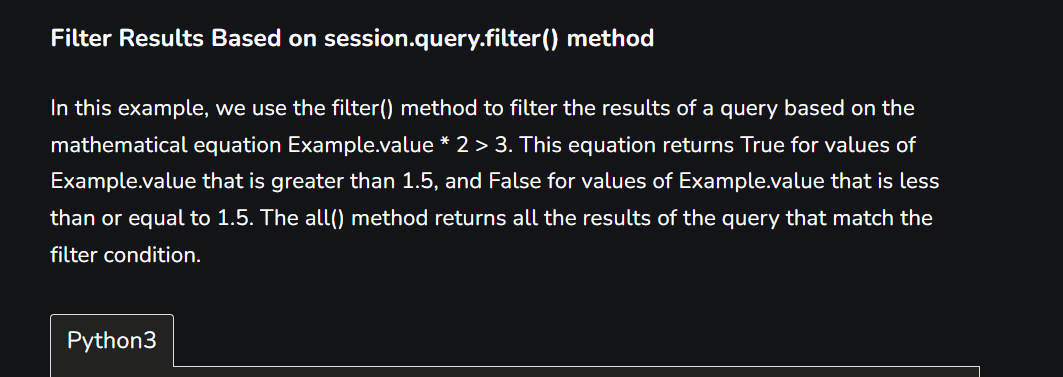 Filter Results Based on session.query.filter() method
In this example, we use the filter() method to filter the results of a query based on the
mathematical equation Example.value * 2 > 3. This equation returns True for values of
Example.value that is greater than 1.5, and False for values of Example.value that is less
than or equal to 1.5. The all() method returns all the results of the query that match the
filter condition.
Python3